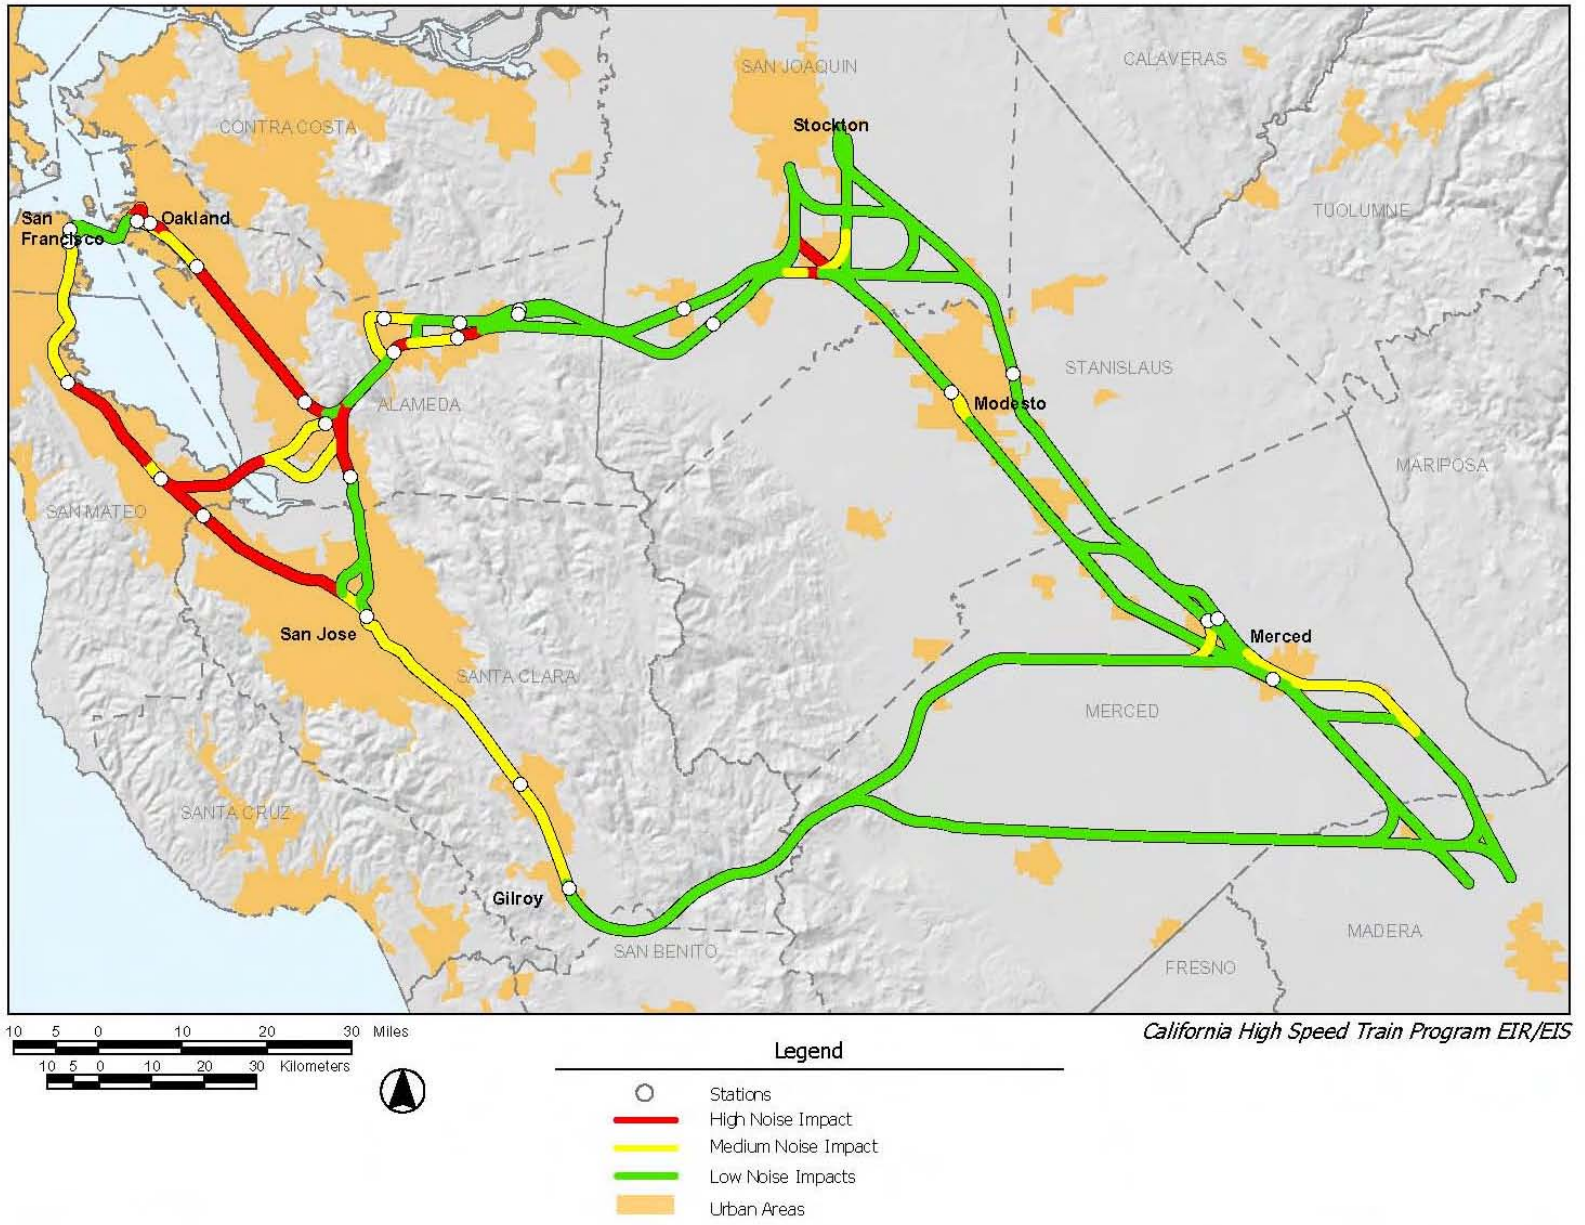 SAN JOAQUIN
CALAVERAS
CONTRA COSTA
Stockton
San
Francisco
Oakland
TUOLUMNE
STANISLAUS
ALAMEDA
Modesto
MARIPOSA
SAN MATEO
San Jose
Merced
SANTA CLARA
MERCED
SANTA CRUZ
Gilroy
SAN BENITO
MADERA
FRESNO
10 5 0 10 20 30 Miles
10 5 0 10 20 30 Kilometers
California High Speed Train Program EIR/EIS
Legend
Stations
High Noise Impact
Medium Noise Impact
Low Noise Impacts
Urban Areas